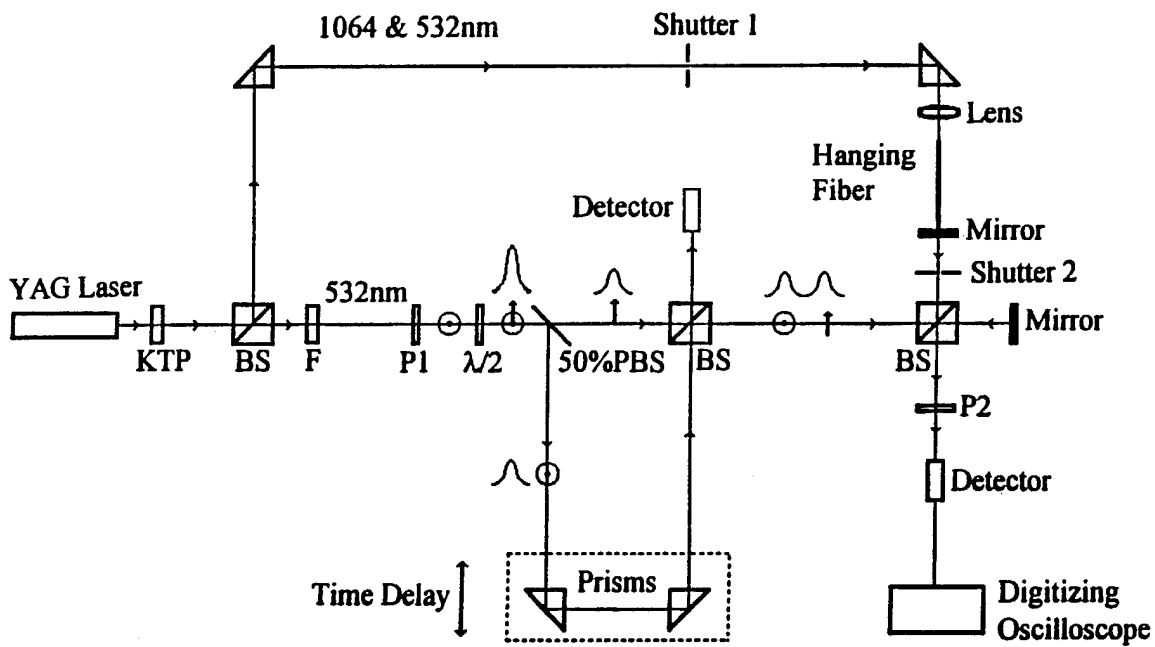 1064 & 532nm
Shutter 1
Lens
Hanging
Fiber
Detector
Mirror
Shutter 2
YAG Laser
532nm
Mirror
KTP
BS
F
P1
λ/2
50%PBS
BS
BS
P2
Detector
Time Delay
Prisms
Digitizing
Oscilloscope